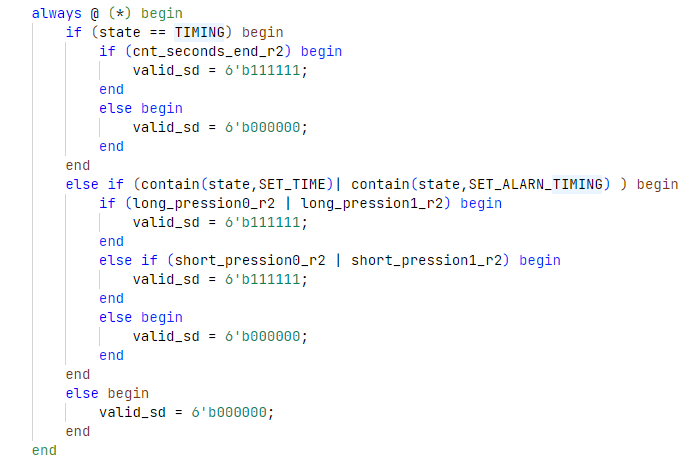 always @ (*) begin
    if (state == TIMING) begin
        if (cnt_seconds_end_r2) begin
            valid_sd = 6'b111111;
        end
        else begin
            valid_sd = 6'b000000;
        end
    end
    else if (contain(state,SET_TIME)| contain(state,SET_ALARN_TIMING) ) begin
        if (long_pression0_r2 | long_pression1_r2) begin
            valid_sd = 6'b111111;
        end
        else if (short_pression0_r2 | short_pression1_r2) begin
            valid_sd = 6'b111111;
        end
        else begin
            valid_sd = 6'b000000;
        end
    end
    else begin
        valid_sd = 6'b000000;
    end
end